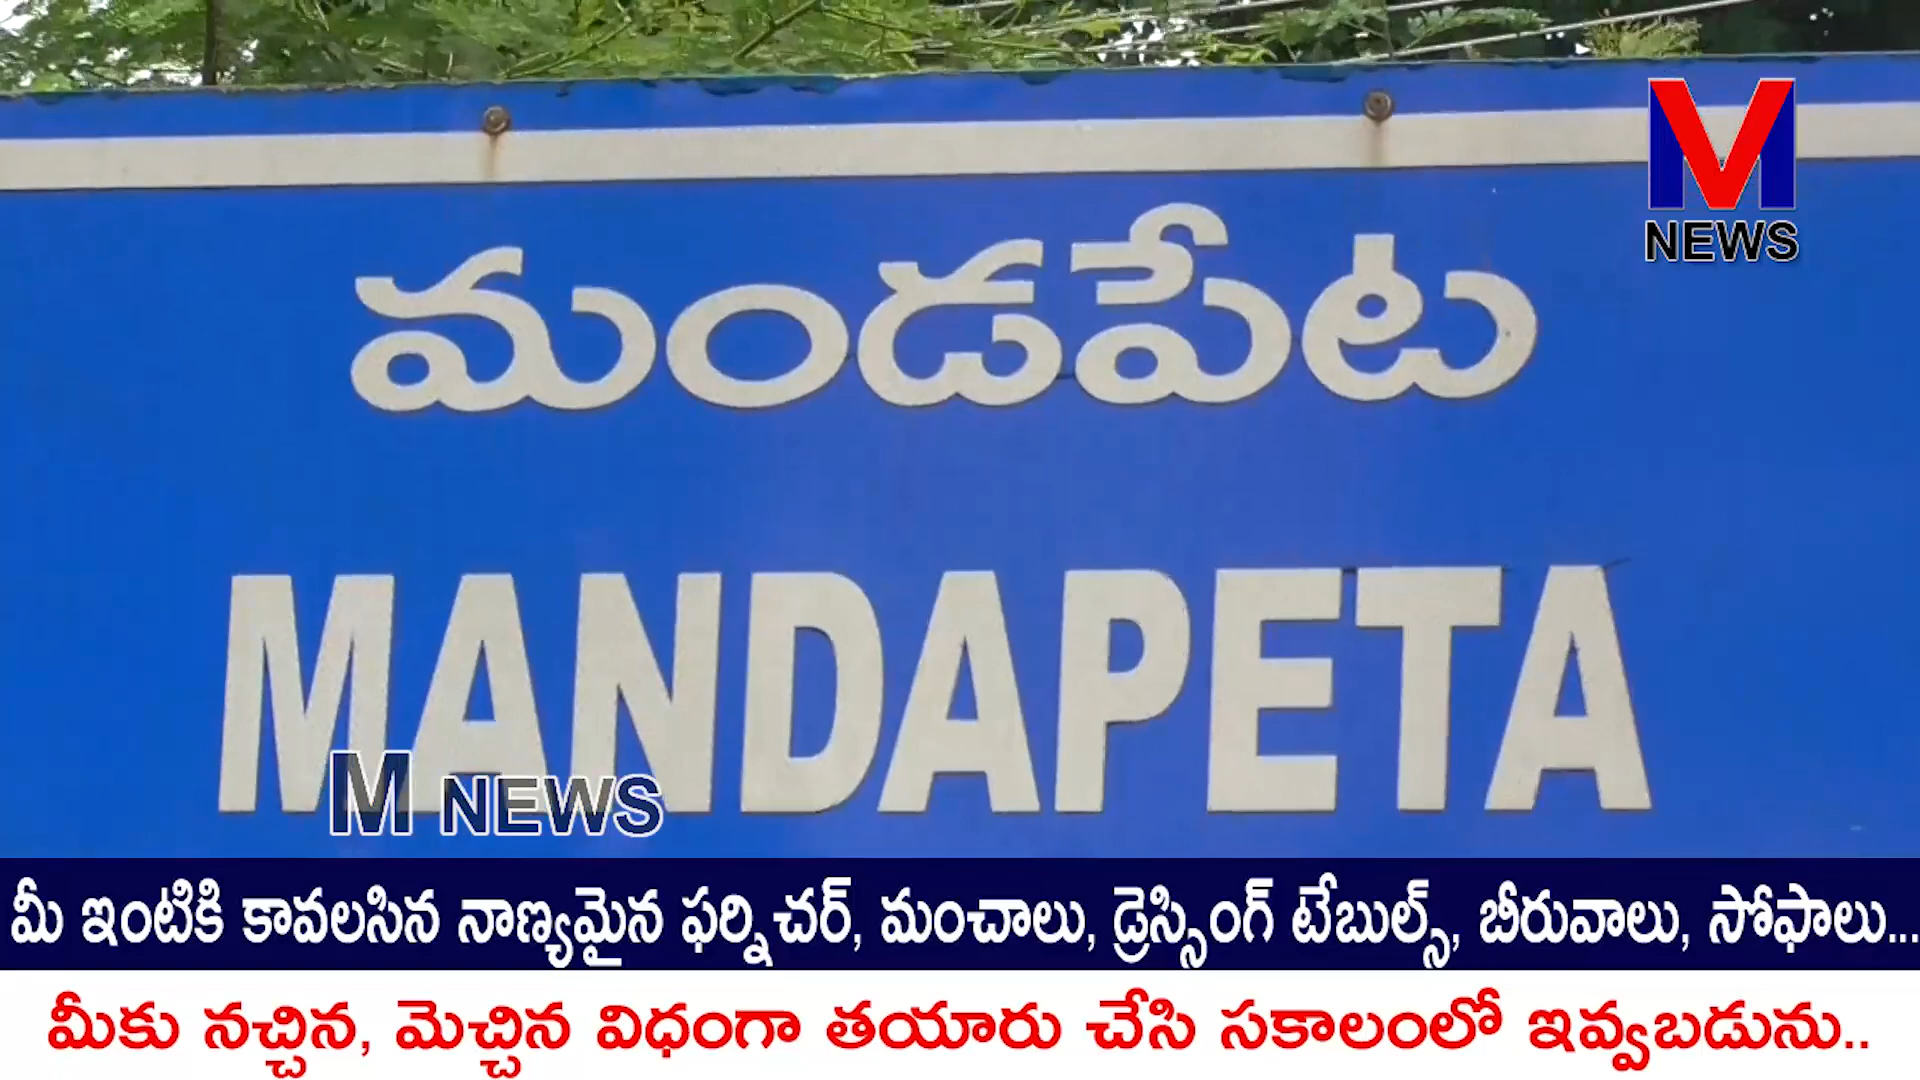 M
NEWS
మండపేట
MANDAPETA
M NEWS
మీ ఇంటికి కావలసిన నాణ్యమైన ఫర్నిచర్, మంచాలు, డ్రెస్సింగ్ టేబుల్స్, బీరువాలు, సోఫాలు...
మీకు నచ్చిన, మెచ్చిన విధంగా తయారు చేసి సకాలంలో ఇవ్వబడును..